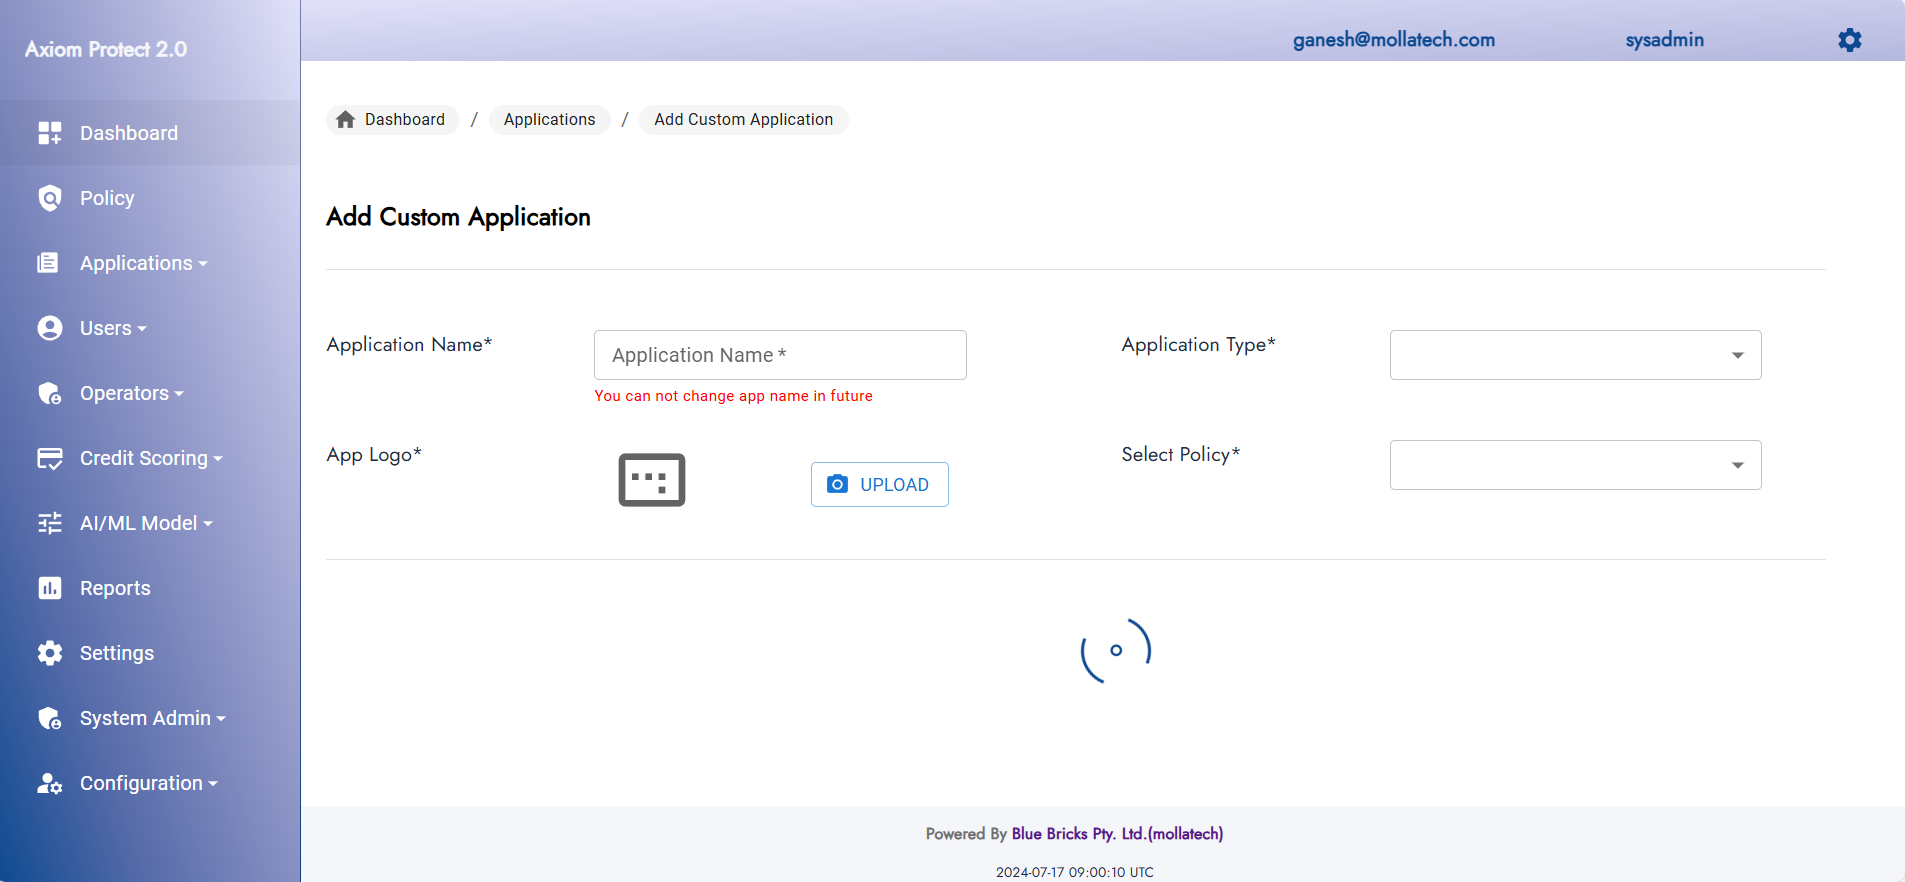 Axiom Protect 2.0
ganesh@mollatech.com
sysadmin
Dashboard
Policy
Applications
Users
Operators
Credit Scoring
AI/ML Model
Reports
Settings
System Admin
Configuration
Dashboard / Applications / Add Custom Application
Add Custom Application
Application Name*
Application Name *
You can not change app name in future
Application Type*
App Logo*
UPLOAD
Select Policy*
Powered By Blue Bricks Pty. Ltd.(mollatech)
2024-07-17 09:00:10 UTC